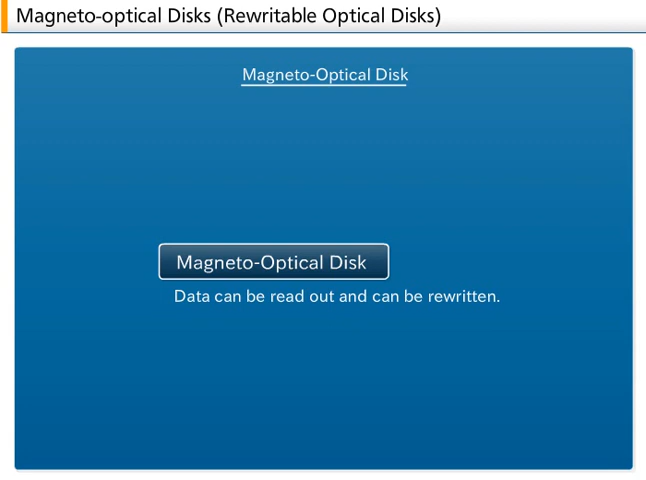 Magneto-optical Disks (Rewritable Optical Disks)
Magneto-Optical Disk
Magneto-Optical Disk
Data can be read out and can be rewritten.